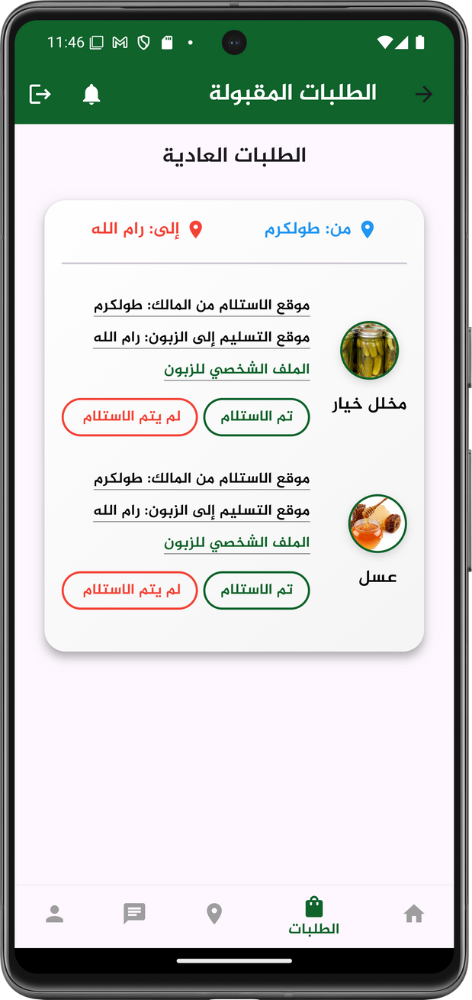 11:46
الطلبات المقبولة
الطلبات العادية
من: طولكرم
إلى: رام الله
موقع الاستلام من المالك: طولكرم
موقع التسليم إلى الزبون: رام الله
الملف الشخصي للزبون
مخلل خيار
تم الاستلام
لم يتم الاستلام
موقع الاستلام من المالك: طولكرم
موقع التسليم إلى الزبون: رام الله
الملف الشخصي للزبون
عسل
تم الاستلام
لم يتم الاستلام
الطلبات